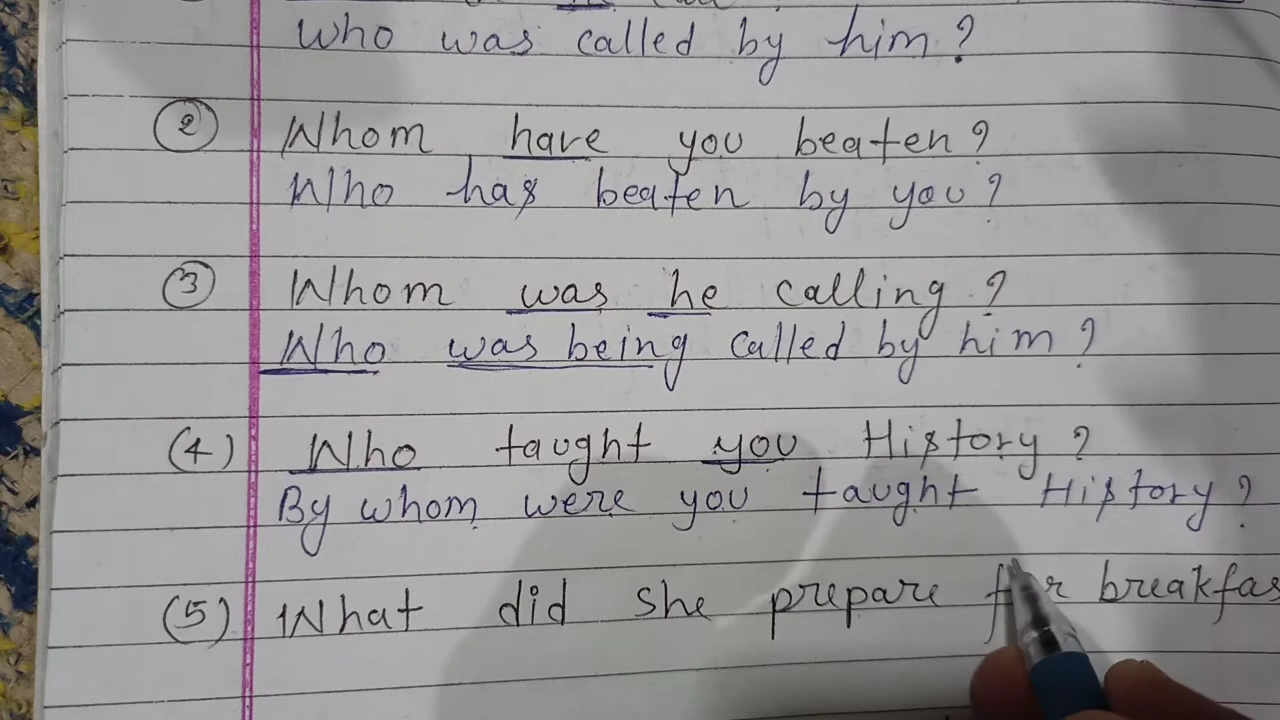 Who was called by him?
② Whom have you beaten?
Who has beaten by you?
③ Whom was he calling?
Who was being called by him?
(4) Who taught you History?
By whom were you taught History?
(5) What did she prepare for breakfas